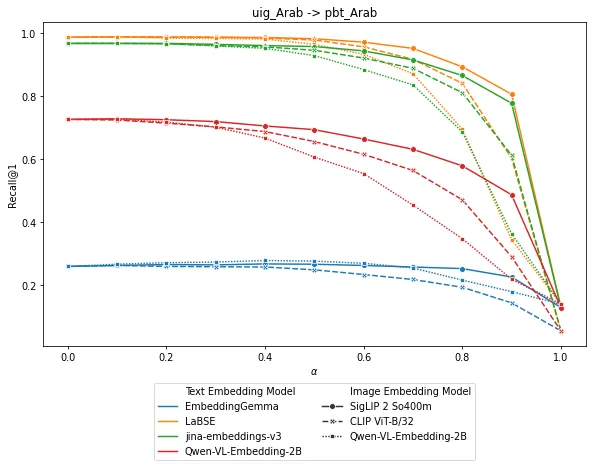 uig_Arab -> pbt_Arab
Recall@1
1.0
0.8
0.6
0.4
0.2
0.0 0.2 0.4 0.6 0.8 1.0
α
Text Embedding Model Image Embedding Model
EmbeddingGemma SigLIP 2 So400m
LaBSE CLIP ViT-B/32
jina-embeddings-v3 Qwen-VL-Embedding-2B
Qwen-VL-Embedding-2B